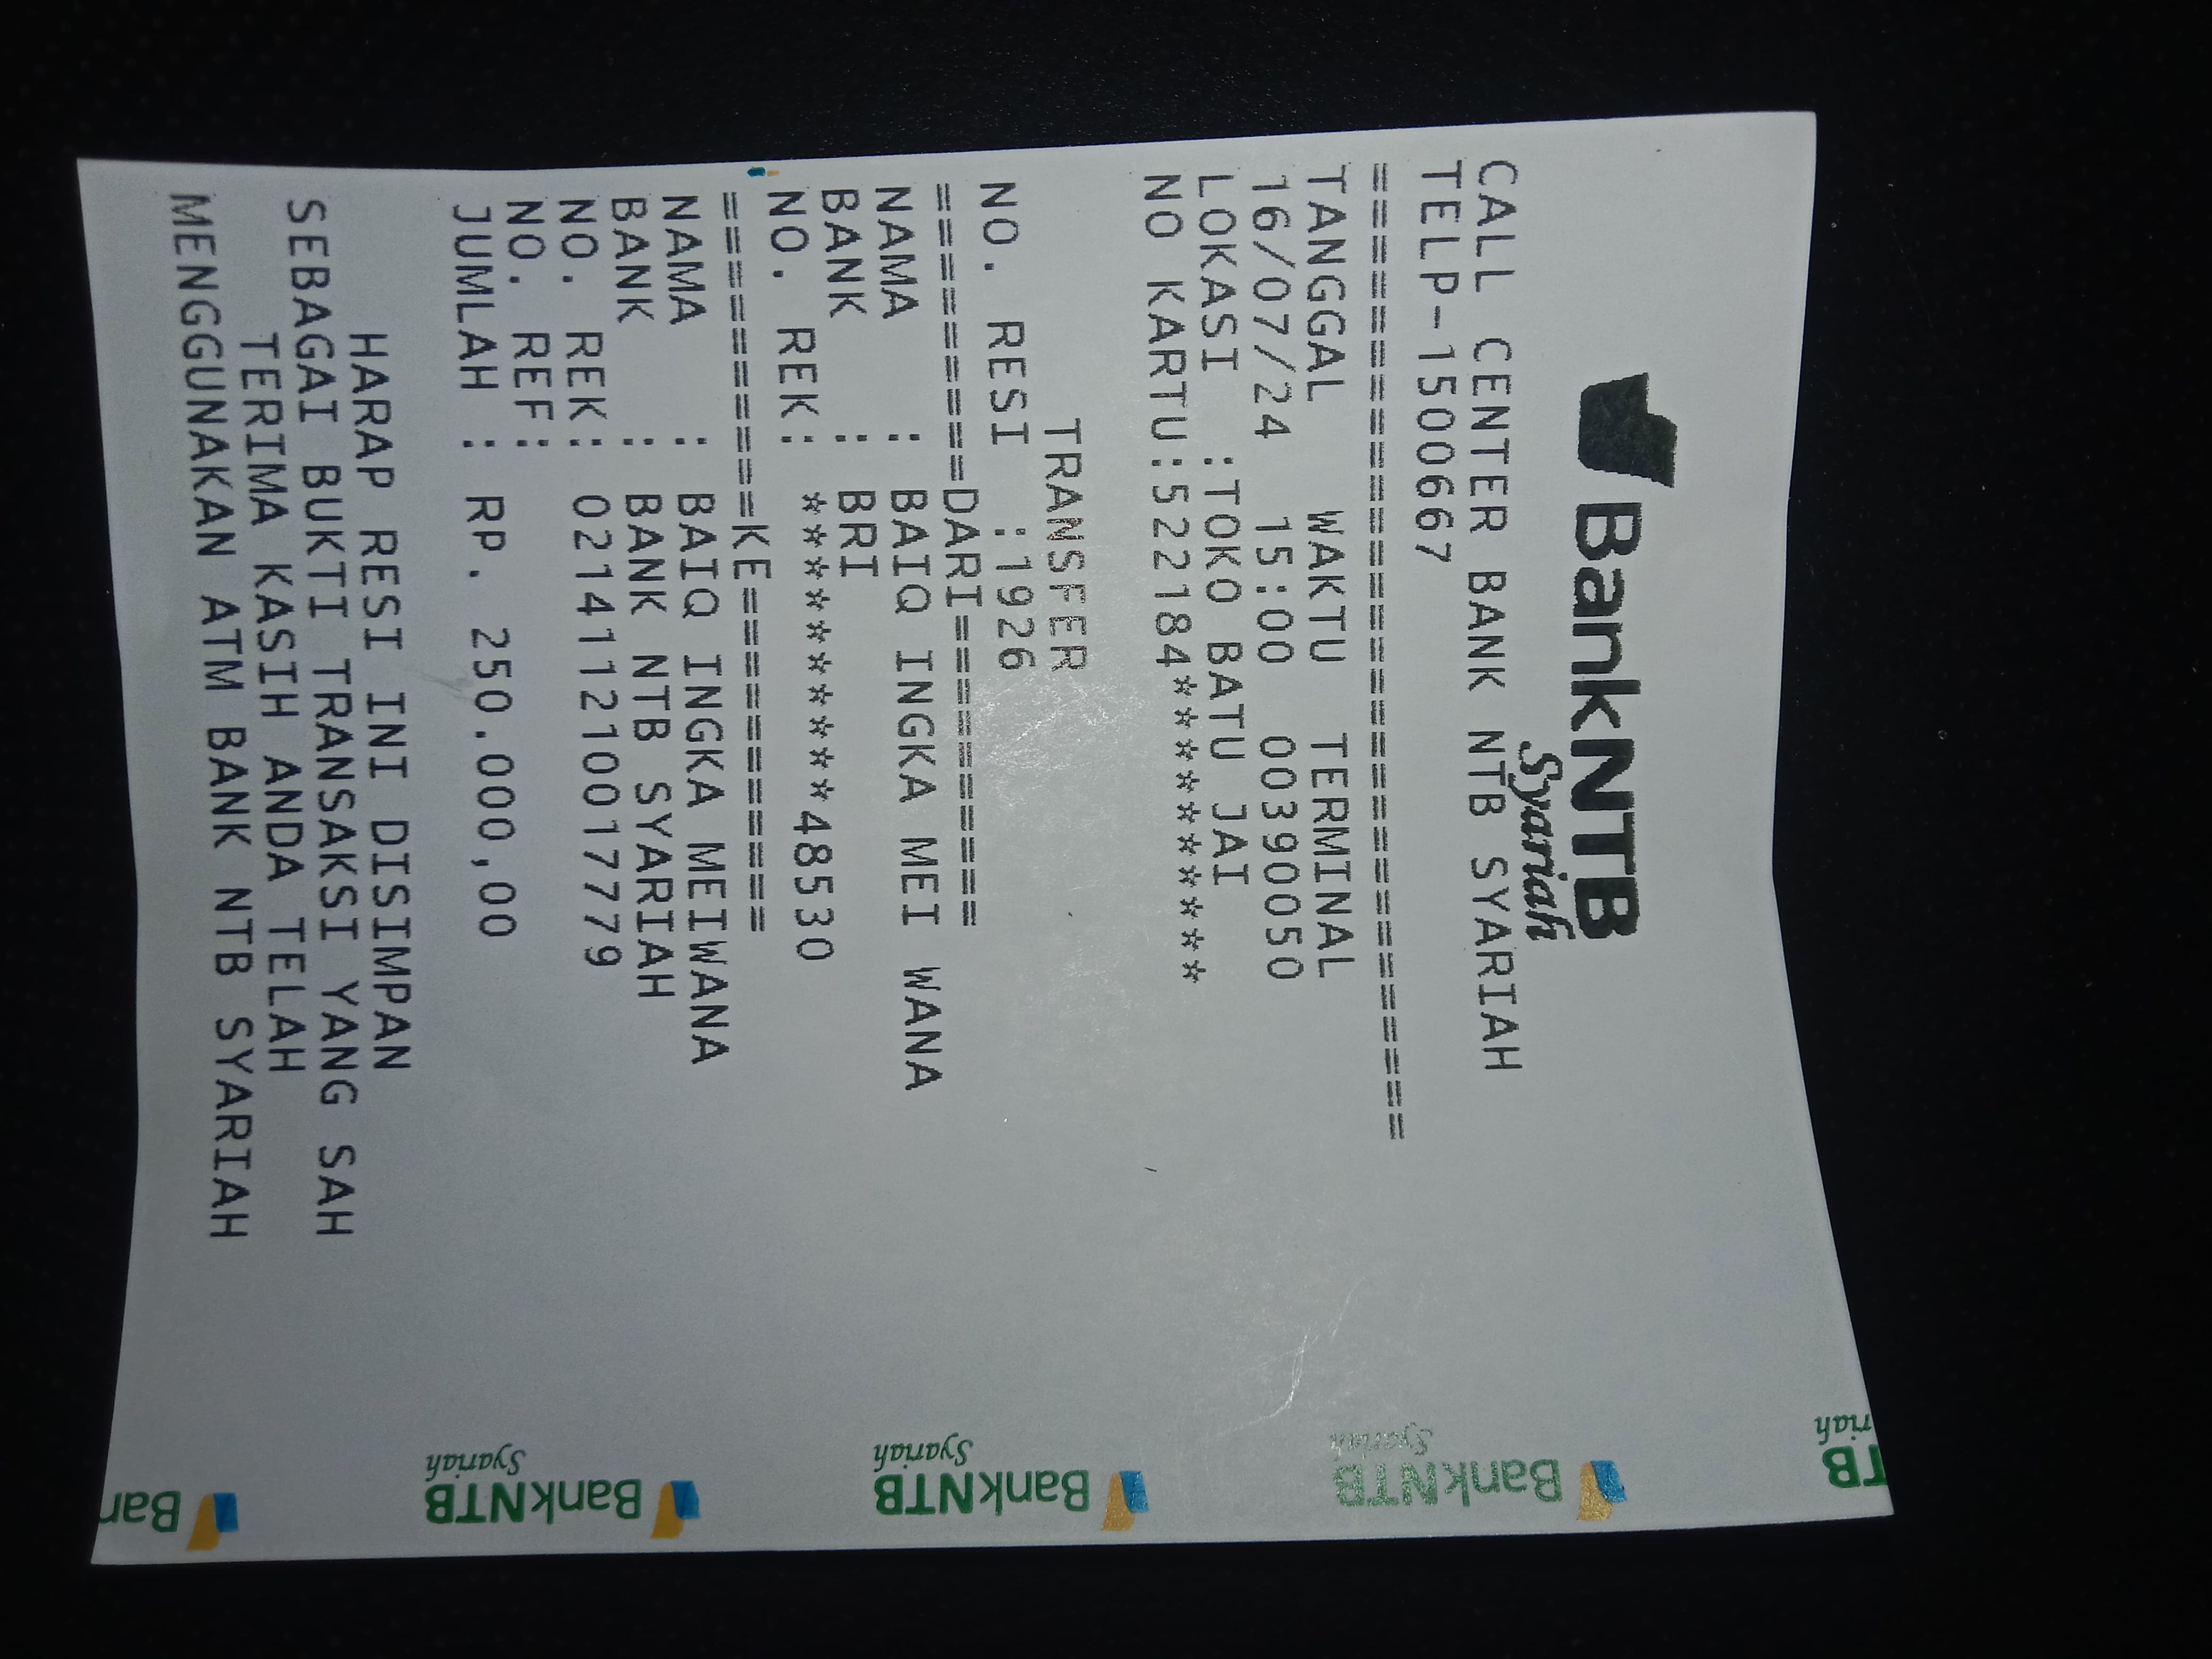 BankNTB
Syariah
CALL CENTER BANK NTB SYARIAH
TELP-1500667
======================================
TANGGAL    WAKTU   TERMINAL
16/07/24   15:00   00390050
LOKASI   :TOKO BATU JAI
NO KARTU:522184************
TRANSFER
NO. RESI   :1926
============DARI============
NAMA    : BAIQ INGKA MEI WANA
BANK    : BRI
NO. REK: *************48530
=============KE==============
NAMA    : BAIQ INGKA MEIWANA
BANK    : BANK NTB SYARIAH
NO. REK: 021411210017779
NO. REF:
JUMLAH : RP. 250.000,00
HARAP RESI INI DISIMPAN
SEBAGAI BUKTI TRANSAKSI YANG SAH
TERIMA KASIH ANDA TELAH
MENGGUNAKAN ATM BANK NTB SYARIAH
TB
riah
BankNTB
Syariah
BankNTB
Syariah
BankNTB
Syariah
Ban